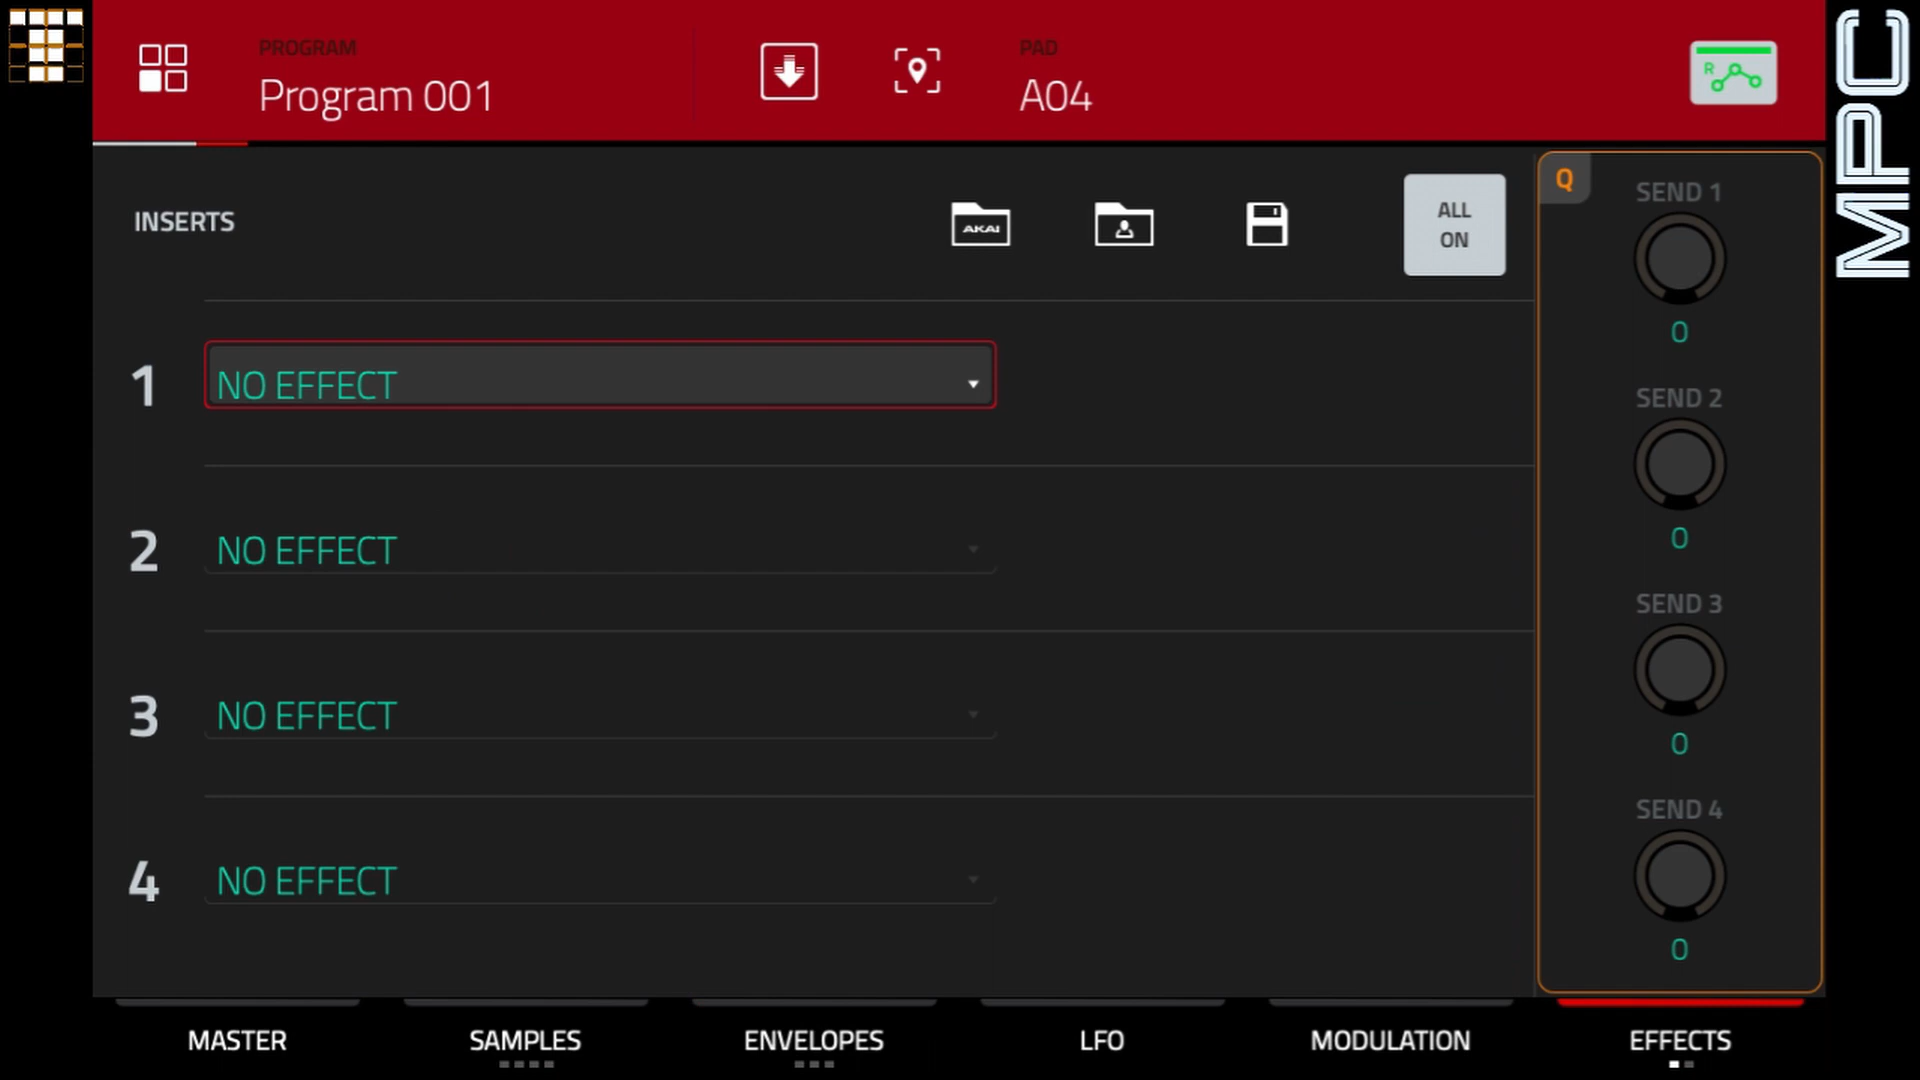 PROGRAM
Program 001
PAD
A04
R
MPC
INSERTS
AKAI
ALL
ON
Q
SEND 1
0
1
NO EFFECT
SEND 2
0
2
NO EFFECT
SEND 3
0
3
NO EFFECT
SEND 4
0
4
NO EFFECT
MASTER
SAMPLES
ENVELOPES
LFO
MODULATION
EFFECTS